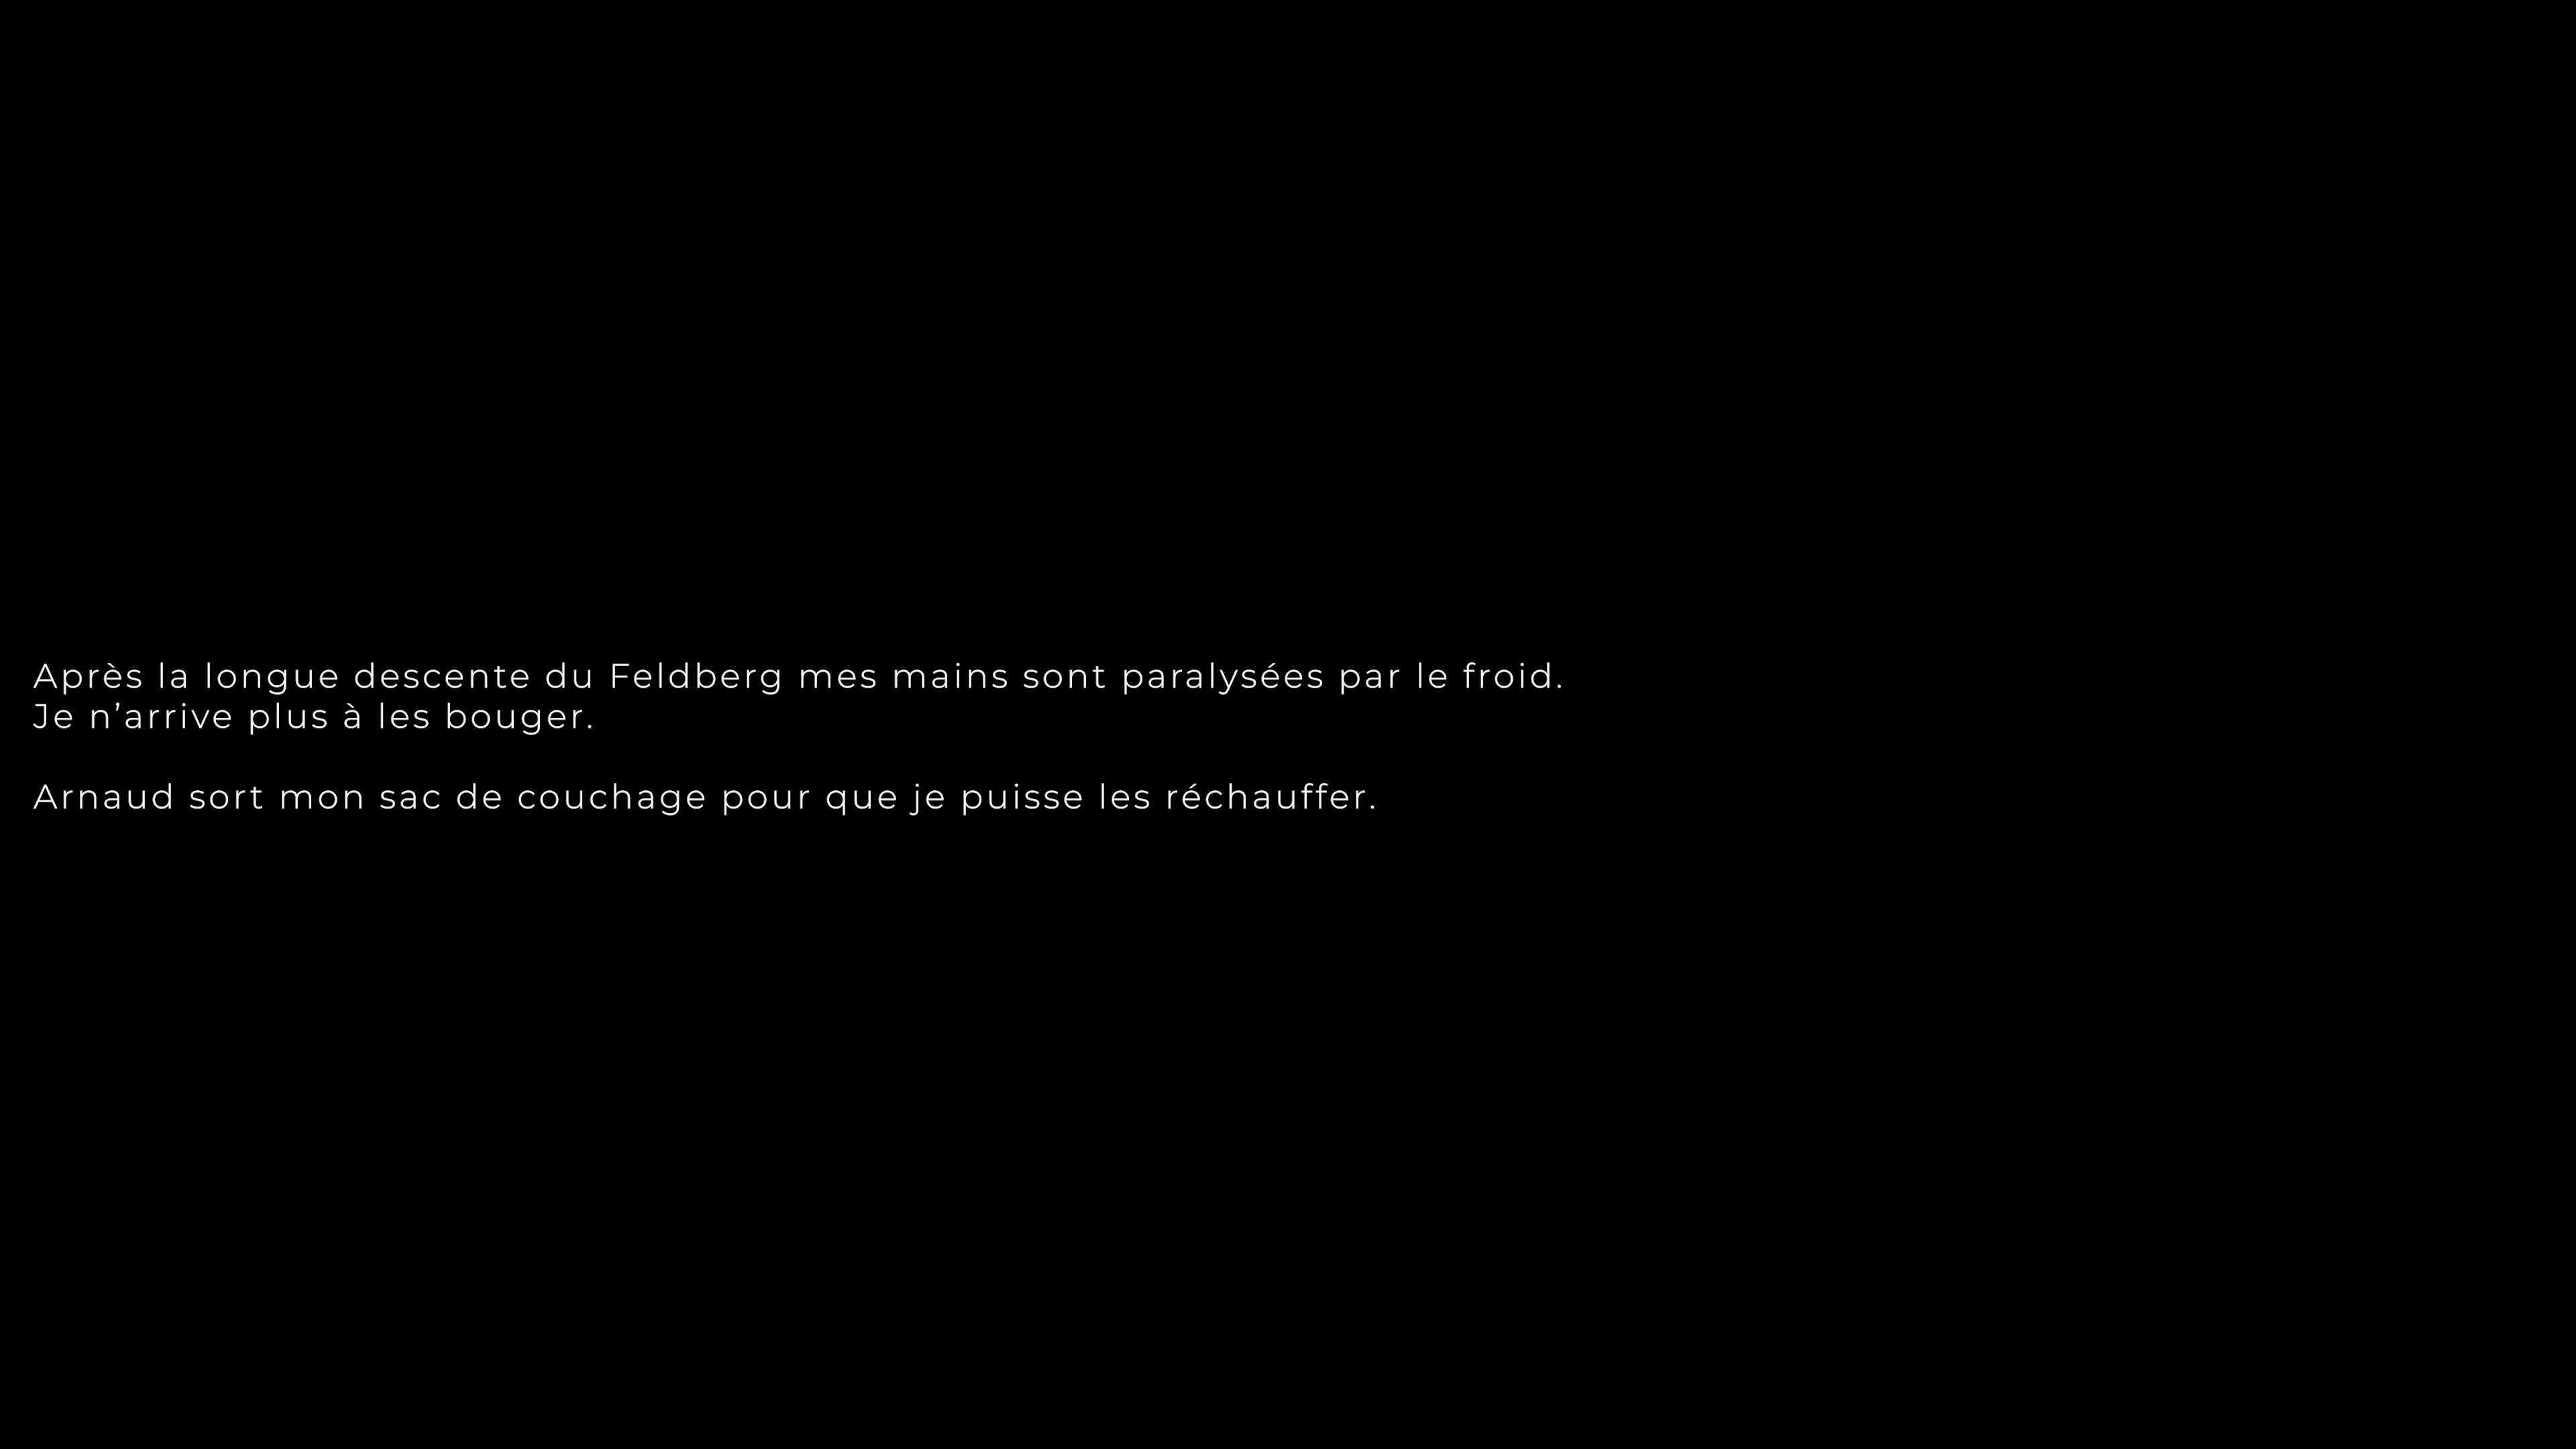 Après la longue descente du Feldberg mes mains sont paralysées par le froid.
Je n’arrive plus à les bouger.
Arnaud sort mon sac de couchage pour que je puisse les réchauffer.